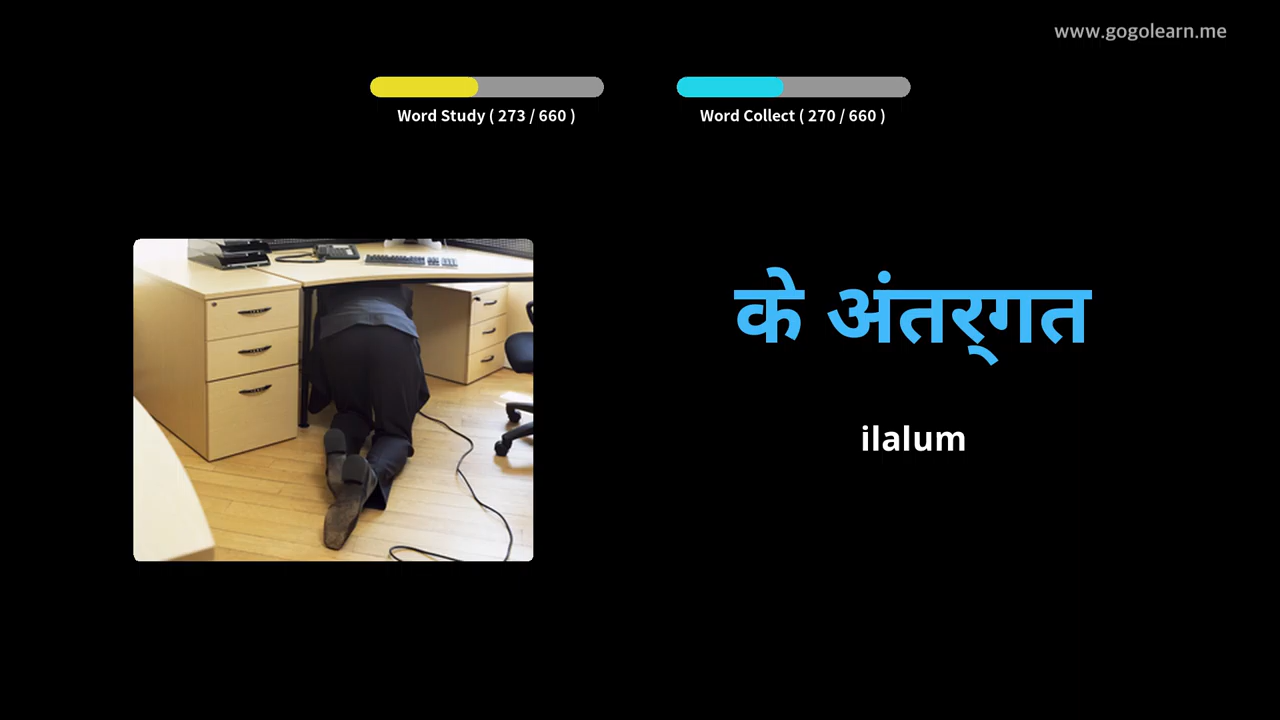 www.gogolearn.me
Word Study ( 273 / 660 )
Word Collect ( 270 / 660 )
के अंतर्‌गत
ilalum